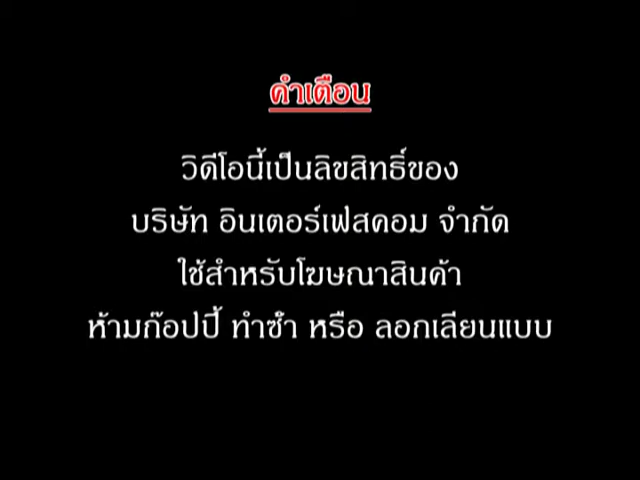 คำเตือน
วิดีโอนี้เป็นลิขสิทธิ์ของ
บริษัท อินเตอร์เฟสคอม จำกัด
ใช้สำหรับโฆษณาสินค้า
ห้ามก๊อปปี้ ทำซ้ำ หรือ ลอกเลียนแบบ